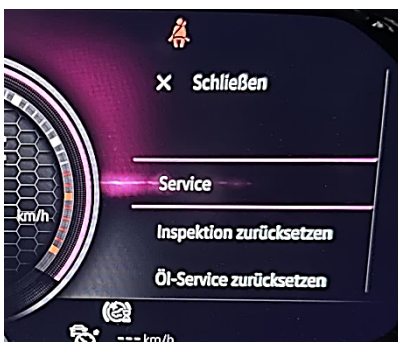 ✕ Schließen
Service
km/h
Inspektion zurücksetzen
Öl-Service zurücksetzen
--- km/h